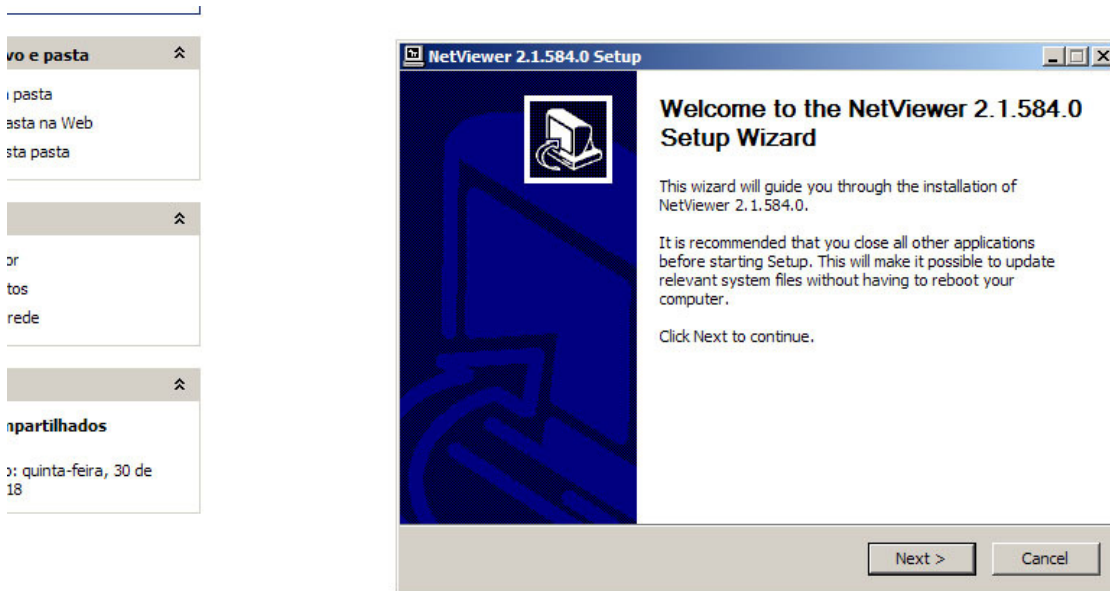 vo e pasta
pasta
asta na Web
sta pasta
or
tos
rede
partilhados
o: quinta-feira, 30 de
18
NetViewer 2.1.584.0 Setup
Welcome to the NetViewer 2.1.584.0
Setup Wizard
This wizard will guide you through the installation of
NetViewer 2.1.584.0.
It is recommended that you close all other applications
before starting Setup. This will make it possible to update
relevant system files without having to reboot your
computer.
Click Next to continue.
Next >
Cancel